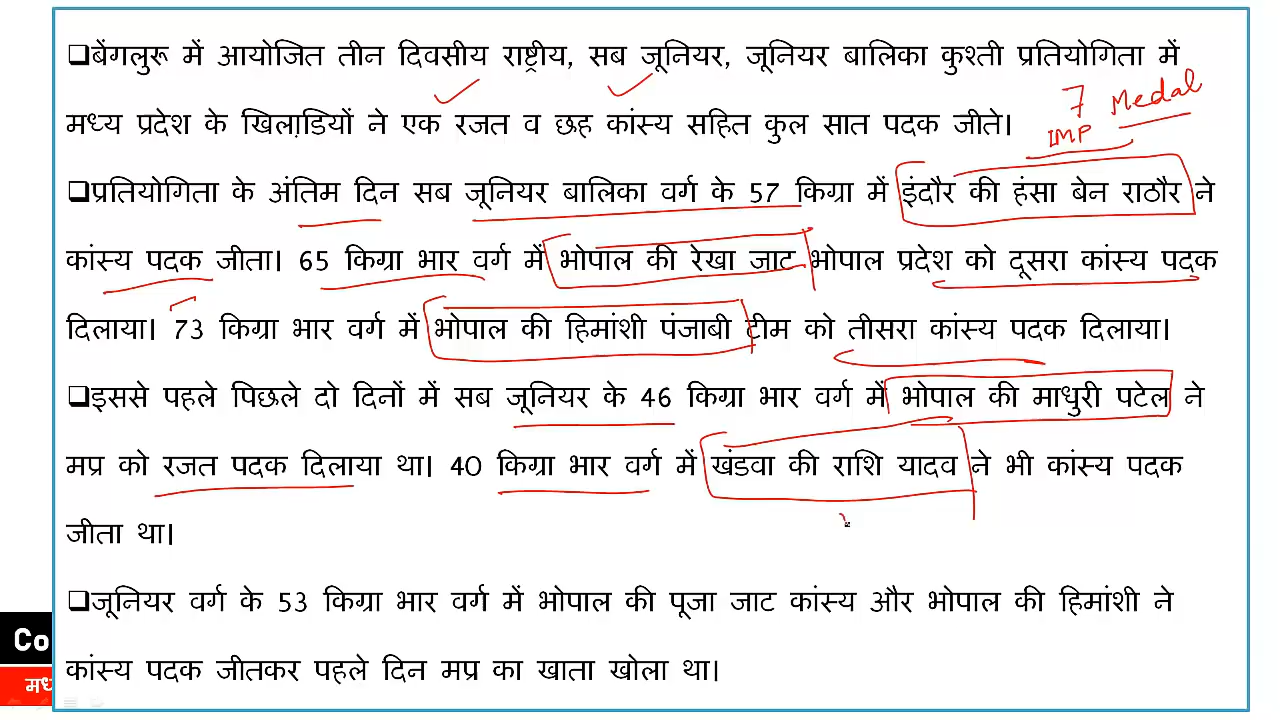 ❑बेंगलुरू में आयोजित तीन दिवसीय राष्ट्रीय, सब जूनियर, जूनियर बालिका कुश्ती प्रतियोगिता में
7 Medal
मध्य प्रदेश के खिलाड़ियों ने एक रजत व छह कांस्य सहित कुल सात पदक जीते।
IMP
❑प्रतियोगिता के अंतिम दिन सब जूनियर बालिका वर्ग के 57 किग्रा में इंदौर की हंसा बेन राठौर ने
कांस्य पदक जीता। 65 किग्रा भार वर्ग में भोपाल की रेखा जाट भोपाल प्रदेश को दूसरा कांस्य पदक
दिलाया। 73 किग्रा भार वर्ग में भोपाल की हिमांशी पंजाबी टीम को तीसरा कांस्य पदक दिलाया।
❑इससे पहले पिछले दो दिनों में सब जूनियर के 46 किग्रा भार वर्ग में भोपाल की माधुरी पटेल ने
मप्र को रजत पदक दिलाया था। 40 किग्रा भार वर्ग में खंडवा की राशि यादव ने भी कांस्य पदक
जीता था।
❑जूनियर वर्ग के 53 किग्रा भार वर्ग में भोपाल की पूजा जाट कांस्य और भोपाल की हिमांशी ने
Co
कांस्य पदक जीतकर पहले दिन मप्र का खाता खोला था।
मध